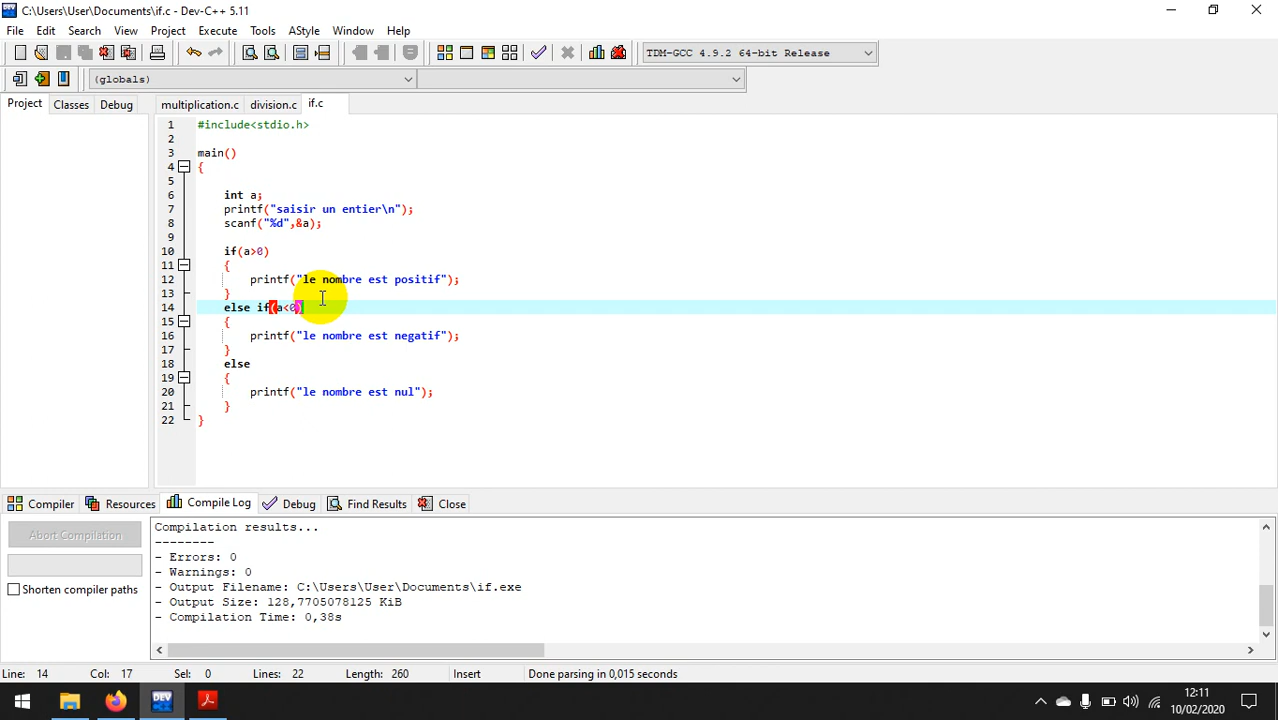 C:\Users\User\Documents\if.c - Dev-C++ 5.11
File Edit Search View Project Execute Tools AStyle Window Help
TDM-GCC 4.9.2 64-bit Release
(globals)
Project Classes Debug
multiplication.c division.c if.c
1 #include<stdio.h>
2
3 main()
4 {
5
6 int a;
7 printf("saisir un entier\n");
8 scanf("%d",&a);
9
10 if(a>0)
11 {
12 printf("le nombre est positif");
13 }
14 else if(a<0)
15 {
16 printf("le nombre est negatif");
17 }
18 else
19 {
20 printf("le nombre est nul");
21 }
22 }
Compiler Resources Compile Log Debug Find Results Close
Abort Compilation
Shorten compiler paths
Compilation results...
--------
- Errors: 0
- Warnings: 0
- Output Filename: C:\Users\User\Documents\if.exe
- Output Size: 128,7705078125 KiB
- Compilation Time: 0,38s
Line: 14 Col: 17 Sel: 0 Lines: 22 Length: 260 Insert Done parsing in 0,015 seconds
DEV
12:11
10/02/2020